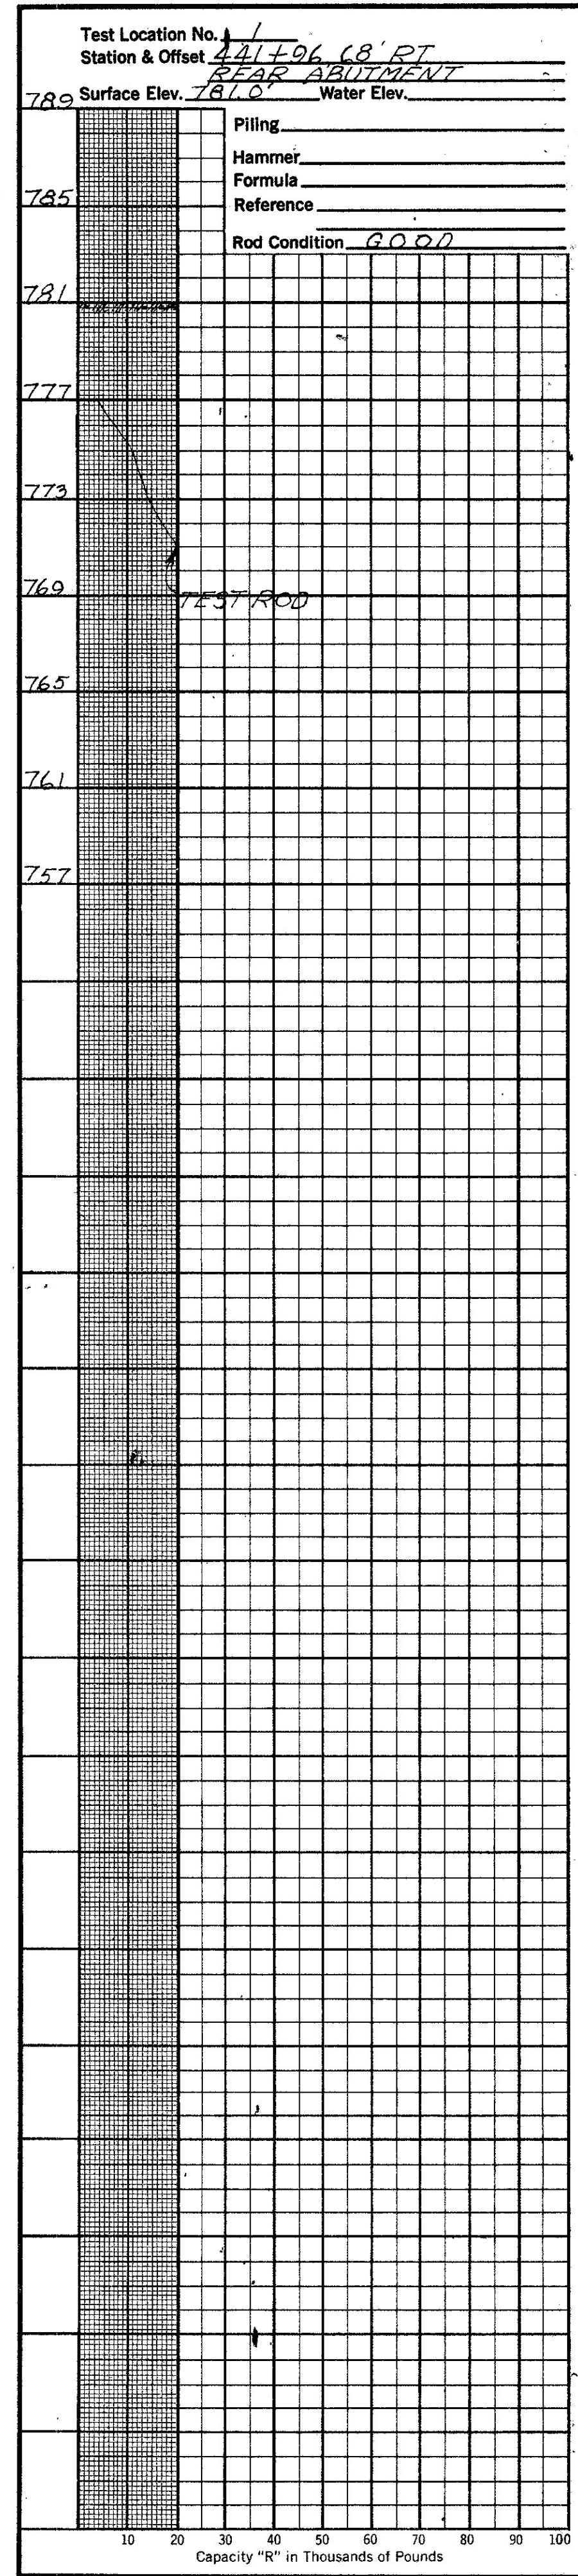 Test Location No. 1
Station & Offset 441+96, 68' RT.
REAR ABUTMENT
789 Surface Elev. 781.0' Water Elev.
Piling
Hammer
Formula
785 Reference
Rod Condition GOOD
781
777
773
769 TEST ROD
765
761
757
10 20 30 40 50 60 70 80 90 100
Capacity "R" in Thousands of Pounds